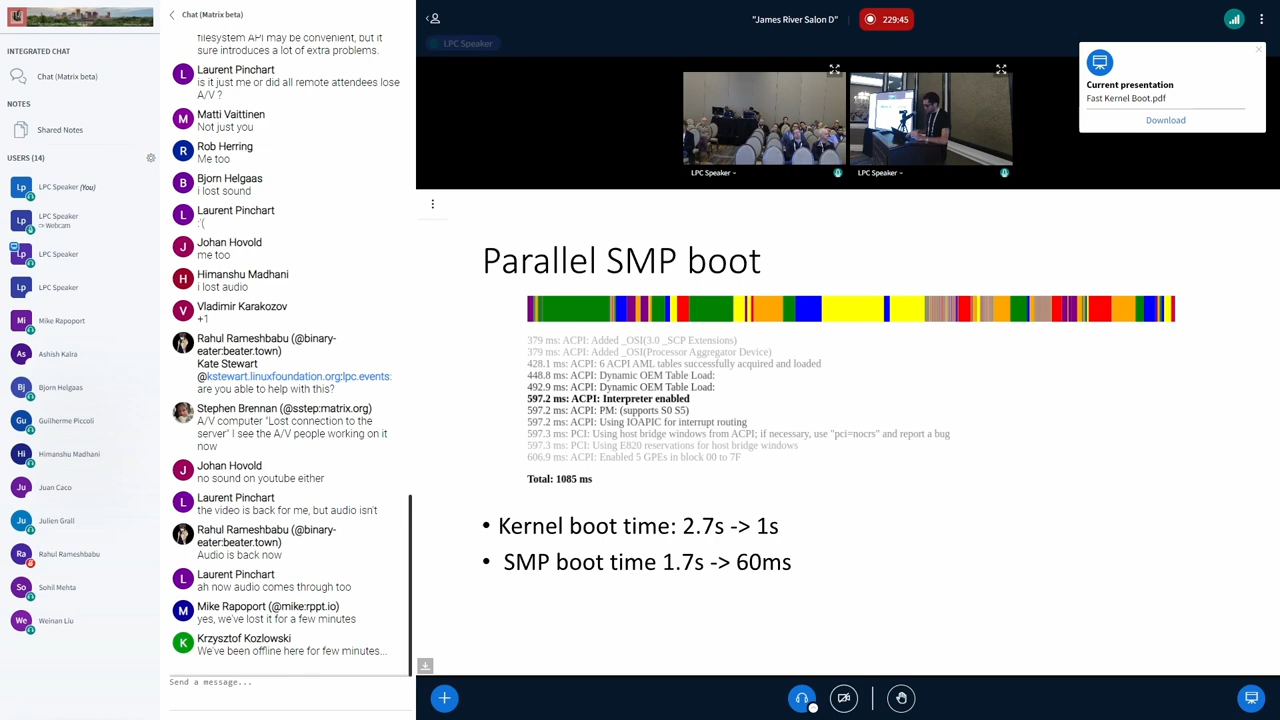 INTEGRATED CHAT
Chat (Matrix beta)
NOTES
Shared Notes
USERS (14)
Lp
LPC Speaker (You)
Lp
LPC Speaker
Webcam
Lp
LPC Speaker
Lp
LPC Speaker
Mi
Mike Rapoport
As
Ashish Kalra
Bj
Bjorn Helgaas
Gu
Guilherme Piccoli
Hi
Himanshu Madhani
Ju
Juan Caco
Ju
Julien Grall
Ra
Rahul Rameshbabu
So
Sohil Mehta
We
Weinan Liu
Chat (Matrix beta)
filesystem API may be convenient, but it
sure introduces a lot of extra problems.
L
Laurent Pinchart
is it just me or did all remote attendees lose
A/V ?
M
Matti Vaittinen
Not just you
R
Rob Herring
Me too
B
Bjorn Helgaas
i lost sound
L
Laurent Pinchart
:'(
J
Johan Hovold
me too
H
Himanshu Madhani
i lost audio
V
Vladimir Karakozov
+1
Rahul Rameshbabu (@binary-
eater:beater.town)
Kate Stewart
@kstewart.linuxfoundation.org:lpc.events:
are you able to help with this?
Stephen Brennan (@sstep:matrix.org)
A/V computer "Lost connection to the
server" I see the A/V people working on it
now
J
Johan Hovold
no sound on youtube either
L
Laurent Pinchart
the video is back for me, but audio isn't
Rahul Rameshbabu (@binary-
eater:beater.town)
Audio is back now
L
Laurent Pinchart
ah now audio comes through too
M
Mike Rapoport (@mike:rppt.io)
yes, we've lost it for a few minutes
K
Krzysztof Kozlowski
We've been offline here for few minutes...
Send a message...
"James River Salon D"
229:45
LPC Speaker
LPC Speaker
LPC Speaker
Current presentation
Fast Kernel Boot.pdf
Download
Parallel SMP boot
379 ms: ACPI: Added _OSI(3.0 _SCP Extensions)
379 ms: ACPI: Added _OSI(Processor Aggregator Device)
428.1 ms: ACPI: 6 ACPI AML tables successfully acquired and loaded
448.8 ms: ACPI: Dynamic OEM Table Load:
492.9 ms: ACPI: Dynamic OEM Table Load:
597.2 ms: ACPI: Interpreter enabled
597.2 ms: ACPI: PM: (supports S0 S5)
597.2 ms: ACPI: Using IOAPIC for interrupt routing
597.3 ms: PCI: Using host bridge windows from ACPI; if necessary, use "pci=nocrs" and report a bug
597.3 ms: PCI: Using E820 reservations for host bridge windows
606.9 ms: ACPI: Enabled 5 GPEs in block 00 to 7F
Total: 1085 ms
• Kernel boot time: 2.7s -> 1s
• SMP boot time 1.7s -> 60ms